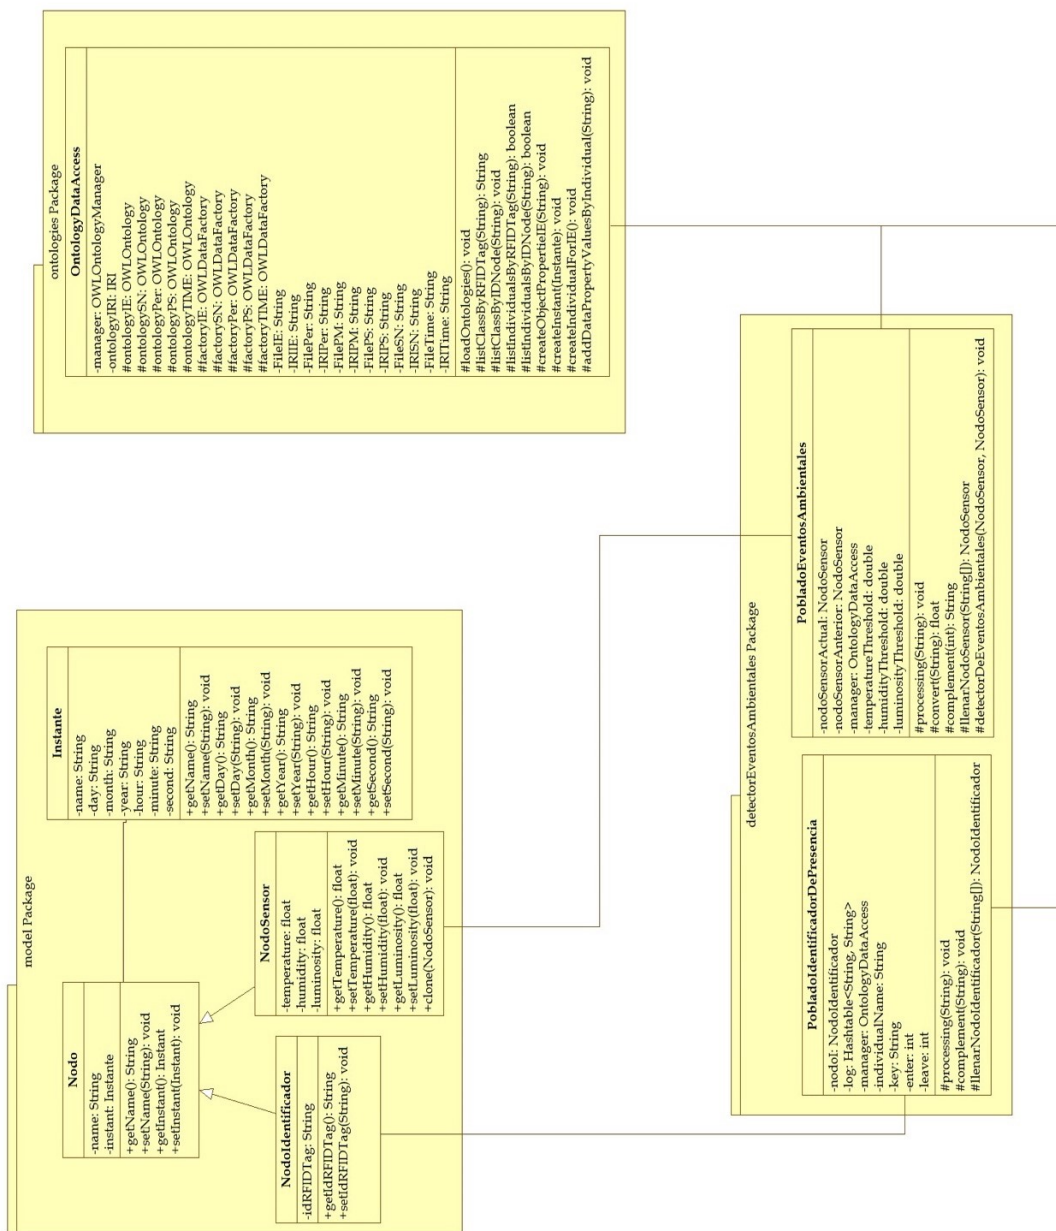 model Package
Nodo
-name: String
-instant: Instante
+getName(): String
+setName(String): void
+getInstant(): Instant
+setInstant(Instant): void
Instante
-name: String
-day: String
-month: String
-year: String
-hour: String
-minute: String
-second: String
+getName(): String
+setName(String): void
+getDay(): String
+setDay(String): void
+getMonth(): String
+setMonth(String): void
+getYear(): String
+setYear(String): void
+getHour(): String
+setHour(String): void
+getMinute(): String
+setMinute(String): void
+getSecond(): String
+setSecond(String): void
NodoIdentificador
-idRFIDTag: String
+getIdRFIDTag(): String
+setIdRFIDTag(String): void
NodoSensor
-temperature: float
-humidity: float
-luminosity: float
+getTemperature(): float
+setTemperature(float): void
+getHumidity(): float
+setHumidity(float): void
+getLuminosity(): float
+setLuminosity(float): void
+clone(NodoSensor): void
ontologies Package
OntologyDataAccess
-manager: OWLOntologyManager
-ontologyIRI: IRI
#ontologyIE: OWLOntology
#ontologySN: OWLOntology
#ontologyPer: OWLOntology
#ontologyPS: OWLOntology
#ontologyTIME: OWLOntology
#factoryIE: OWLDataFactory
#factorySN: OWLDataFactory
#factoryPer: OWLDataFactory
#factoryPS: OWLDataFactory
#factoryTIME: OWLDataFactory
-FileIE: String
-IRIIE: String
-FilePer: String
-IRIPer: String
-FilePM: String
-IRIPM: String
-FilePS: String
-IRIPS: String
-FileSN: String
-IRISN: String
-FileTime: String
-IRITime: String
#loadOntologies(): void
#listClassByRFIDTag(String): String
#listClassByIDNode(String): void
#listIndividualsByRFIDTag(String): boolean
#listIndividualsByIDNode(String): boolean
#createObjectPropertieIE(String): void
#createInstant(Instante): void
#createIndividualForIE(): void
#addDataPropertyValuesByIndividual(String): void
detectorEventosAmbientales Package
PobladoIdentificadorDePresencia
-nodoI: NodoIdentificador
-log: Hashtable<String, String>
-manager: OntologyDataAccess
-individualName: String
-key: String
-enter: int
-leave: int
#processing(String): void
#complement(String): void
#llenarNodoIdentificador(String[]): NodoIdentificador
PobladoEventosAmbientales
-nodoSensorActual: NodoSensor
-nodoSensorAnterior: NodoSensor
-manager: OntologyDataAccess
-temperatureThreshold: double
-humidityThreshold: double
-luminosityThreshold: double
#processing(String): void
#convert(String): float
#complement(int): String
#llenarNodoSensor(String[]): NodoSensor
#detectorDeEventosAmbientales(NodoSensor, NodoSensor): void